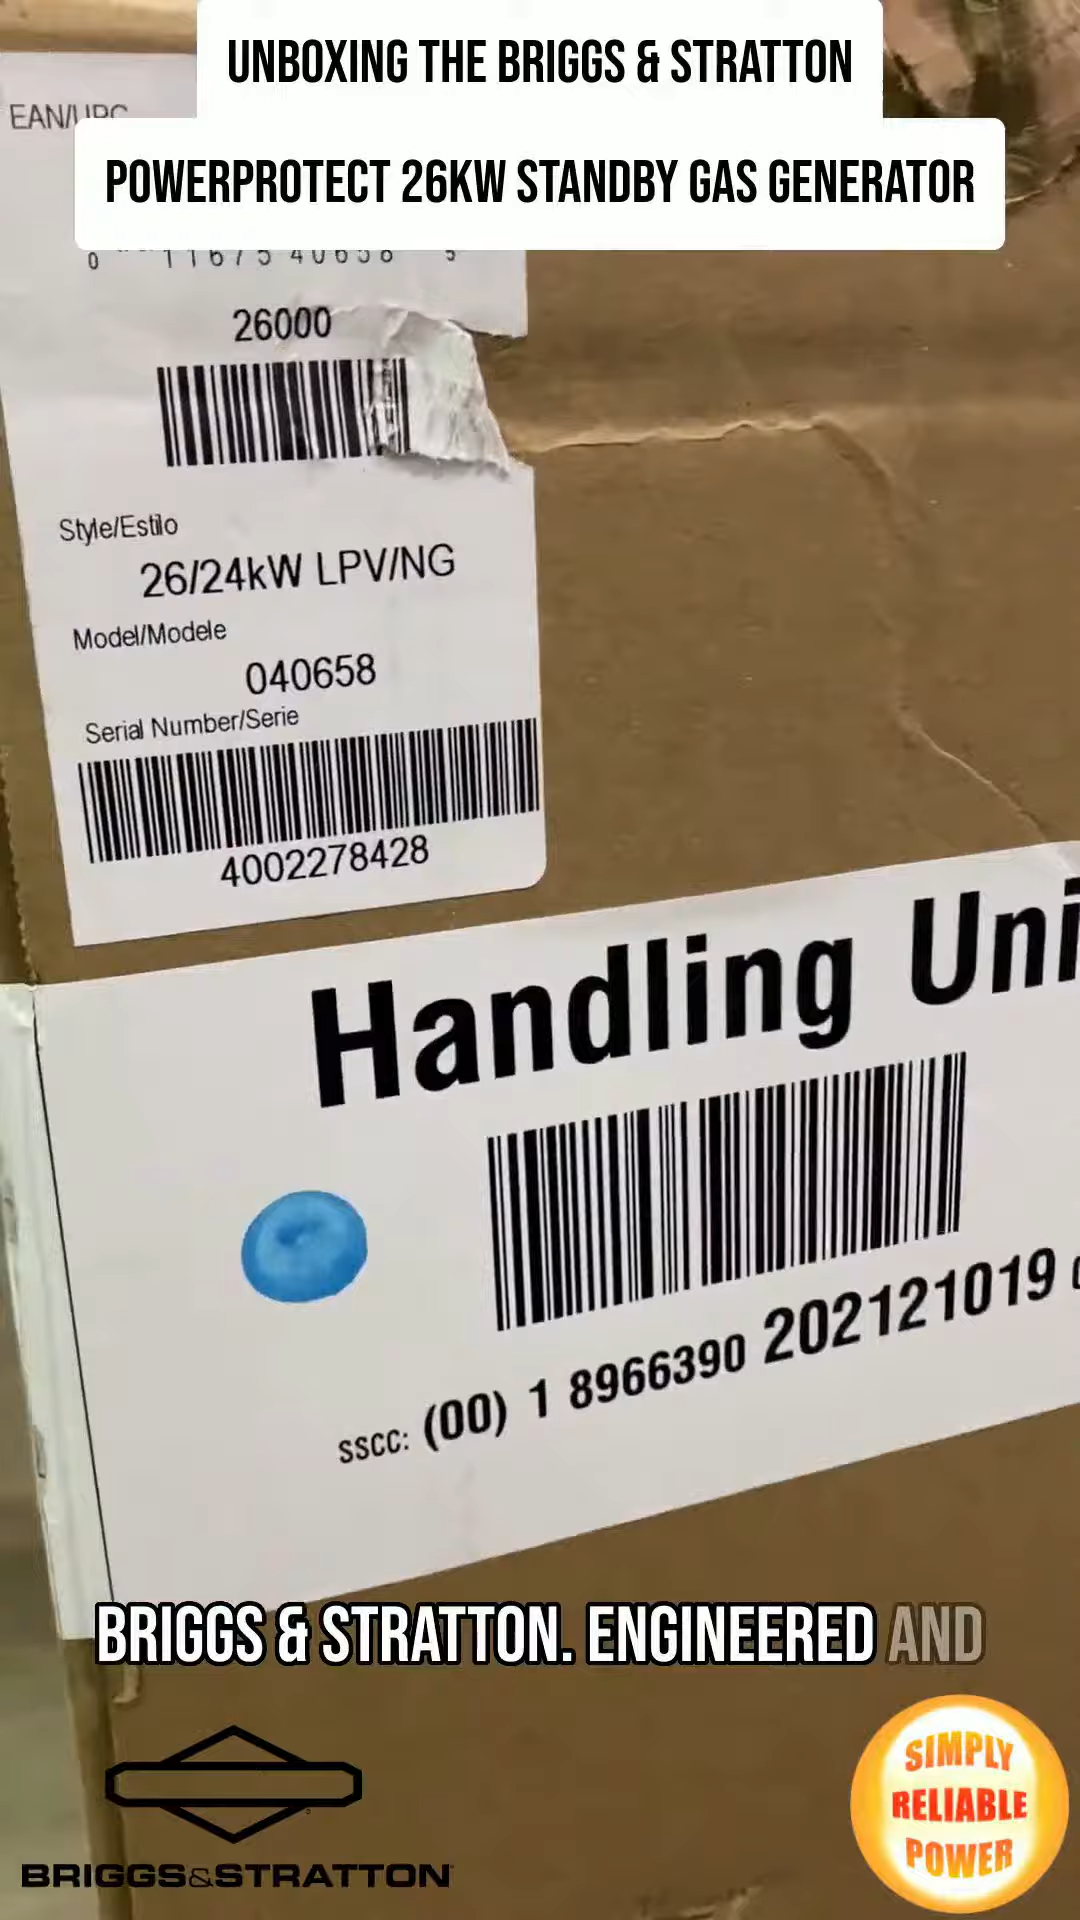 UNBOXING THE BRIGGS & STRATTON
POWERPROTECT 26KW STANDBY GAS GENERATOR
26000
Style/Estilo
26/24kW LPV/NG
Model/Modele
040658
Serial Number/Serie
4002278428
Handling Uni
SSCC: (00) 1 8966390 202121019
BRIGGS & STRATTON. ENGINEERED AND
BRIGGS&STRATTON
SIMPLY
RELIABLE
POWER